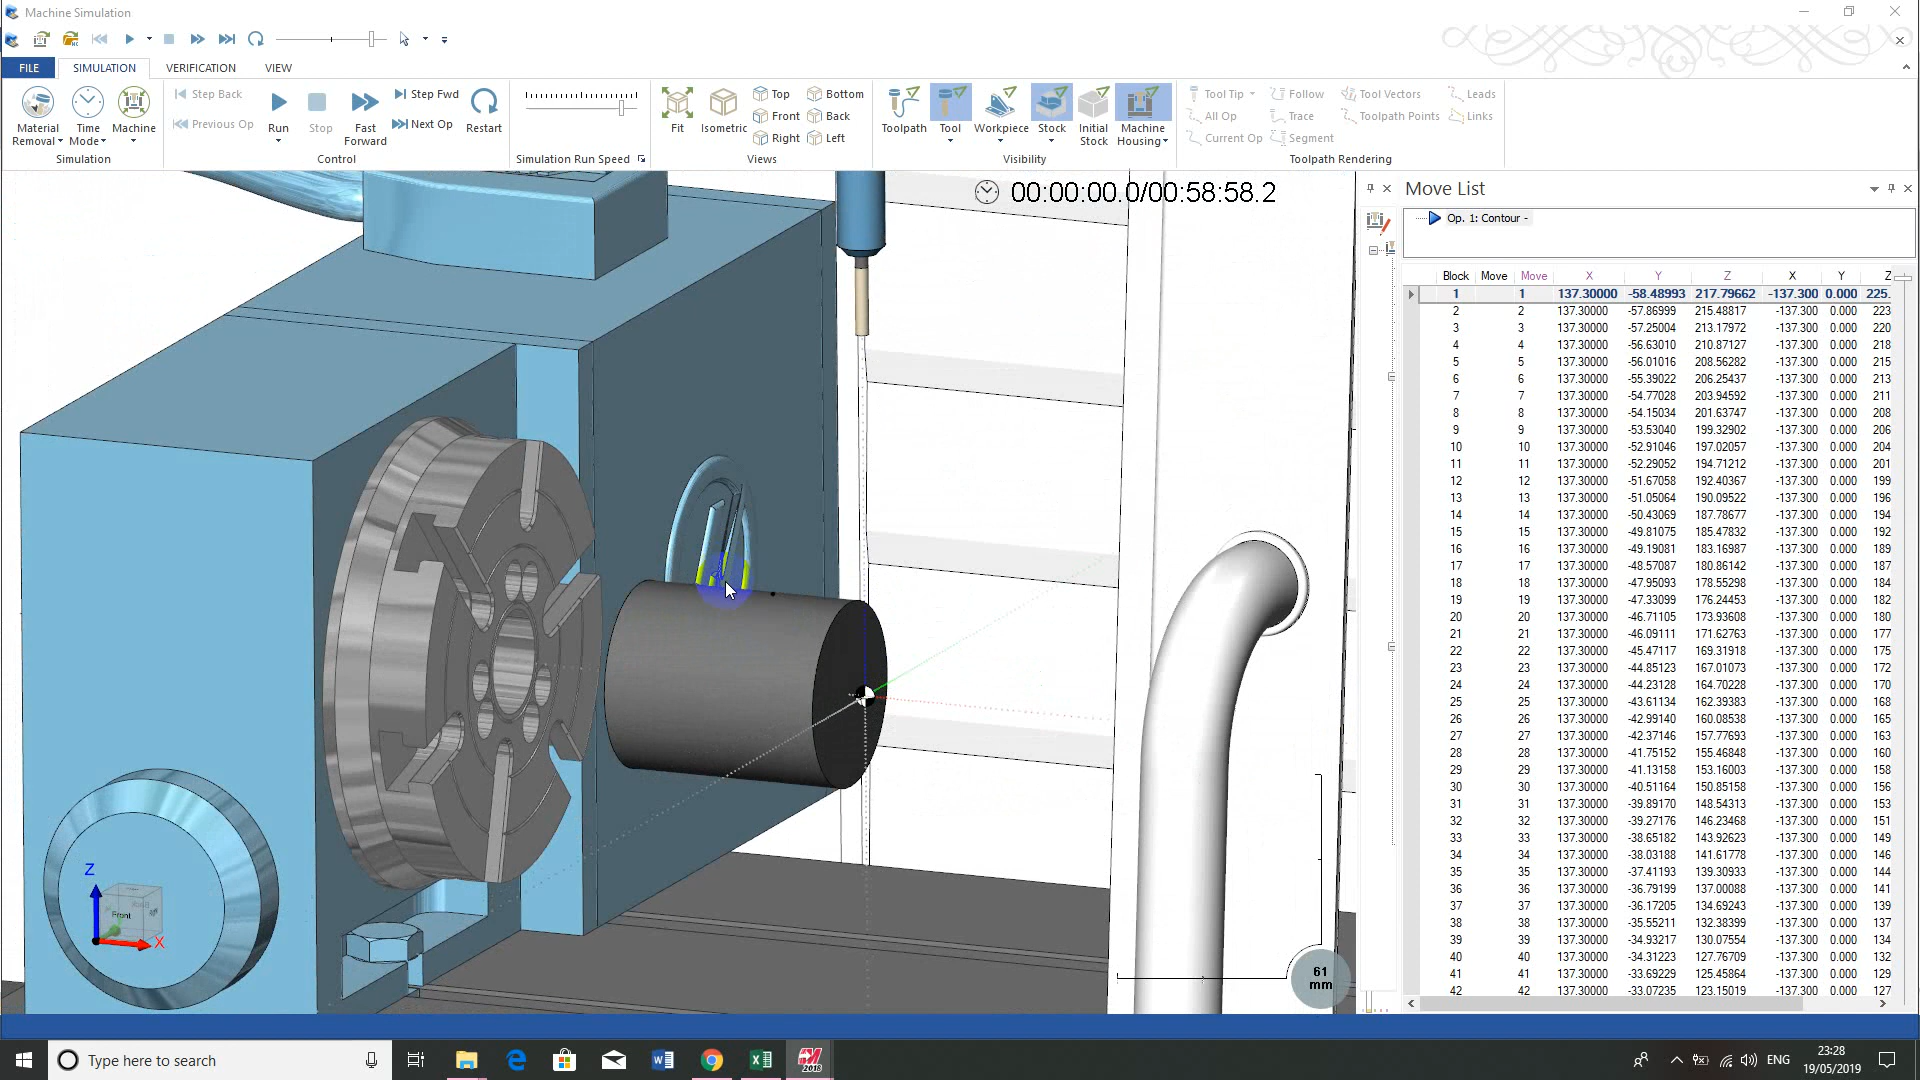 Machine Simulation
FILE SIMULATION VERIFICATION VIEW
Material Removal
Time Mode
Machine
Simulation
Step Back
Previous Op
Run
Stop
Fast Forward
Step Fwd
Next Op
Restart
Control
Simulation Run Speed
Fit
Isometric
Top
Front
Right
Bottom
Back
Left
Views
Toolpath
Tool
Workpiece
Stock
Initial Stock
Machine Housing
Visibility
Tool Tip
All Op
Current Op
Follow
Trace
Segment
Tool Vectors
Toolpath Points
Leads
Links
Toolpath Rendering
00:00:00.0/00:58:58.2
Z
Front
X
61
mm
Move List
Op. 1: Contour -
Block Move Move X Y Z X Y Z
1 1 137.30000 -58.48993 217.79662 -137.300 0.000 225.
2 2 137.30000 -57.86999 215.48817 -137.300 0.000 223
3 3 137.30000 -57.25004 213.17972 -137.300 0.000 220
4 4 137.30000 -56.63010 210.87127 -137.300 0.000 218
5 5 137.30000 -56.01016 208.56282 -137.300 0.000 215
6 6 137.30000 -55.39022 206.25437 -137.300 0.000 213
7 7 137.30000 -54.77028 203.94592 -137.300 0.000 211
8 8 137.30000 -54.15034 201.63747 -137.300 0.000 208
9 9 137.30000 -53.53040 199.32902 -137.300 0.000 206
10 10 137.30000 -52.91046 197.02057 -137.300 0.000 204
11 11 137.30000 -52.29052 194.71212 -137.300 0.000 201
12 12 137.30000 -51.67058 192.40367 -137.300 0.000 199
13 13 137.30000 -51.05064 190.09522 -137.300 0.000 196
14 14 137.30000 -50.43069 187.78677 -137.300 0.000 194
15 15 137.30000 -49.81075 185.47832 -137.300 0.000 192
16 16 137.30000 -49.19081 183.16987 -137.300 0.000 189
17 17 137.30000 -48.57087 180.86142 -137.300 0.000 187
18 18 137.30000 -47.95093 178.55298 -137.300 0.000 184
19 19 137.30000 -47.33099 176.24453 -137.300 0.000 182
20 20 137.30000 -46.71105 173.93608 -137.300 0.000 180
21 21 137.30000 -46.09111 171.62763 -137.300 0.000 177
22 22 137.30000 -45.47117 169.31918 -137.300 0.000 175
23 23 137.30000 -44.85123 167.01073 -137.300 0.000 172
24 24 137.30000 -44.23128 164.70228 -137.300 0.000 170
25 25 137.30000 -43.61134 162.39383 -137.300 0.000 168
26 26 137.30000 -42.99140 160.08538 -137.300 0.000 165
27 27 137.30000 -42.37146 157.77693 -137.300 0.000 163
28 28 137.30000 -41.75152 155.46848 -137.300 0.000 160
29 29 137.30000 -41.13158 153.16003 -137.300 0.000 158
30 30 137.30000 -40.51164 150.85158 -137.300 0.000 156
31 31 137.30000 -39.89170 148.54313 -137.300 0.000 153
32 32 137.30000 -39.27176 146.23468 -137.300 0.000 151
33 33 137.30000 -38.65182 143.92623 -137.300 0.000 149
34 34 137.30000 -38.03188 141.61778 -137.300 0.000 146
35 35 137.30000 -37.41193 139.30933 -137.300 0.000 144
36 36 137.30000 -36.79199 137.00088 -137.300 0.000 141
37 37 137.30000 -36.17205 134.69243 -137.300 0.000 139
38 38 137.30000 -35.55211 132.38399 -137.300 0.000 137
39 39 137.30000 -34.93217 130.07554 -137.300 0.000 134
40 40 137.30000 -34.31223 127.76709 -137.300 0.000 132
41 41 137.30000 -33.69229 125.45864 -137.300 0.000 129
42 42 137.30000 -33.07235 123.15019 -137.300 0.000 127
Type here to search
2018
ENG
23:28
19/05/2019